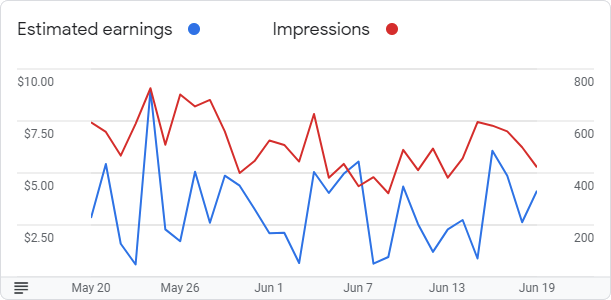 Estimated earnings Impressions
$10.00 800
$7.50 600
$5.00 400
$2.50 200
May 20 May 26 Jun 1 Jun 7 Jun 13 Jun 19